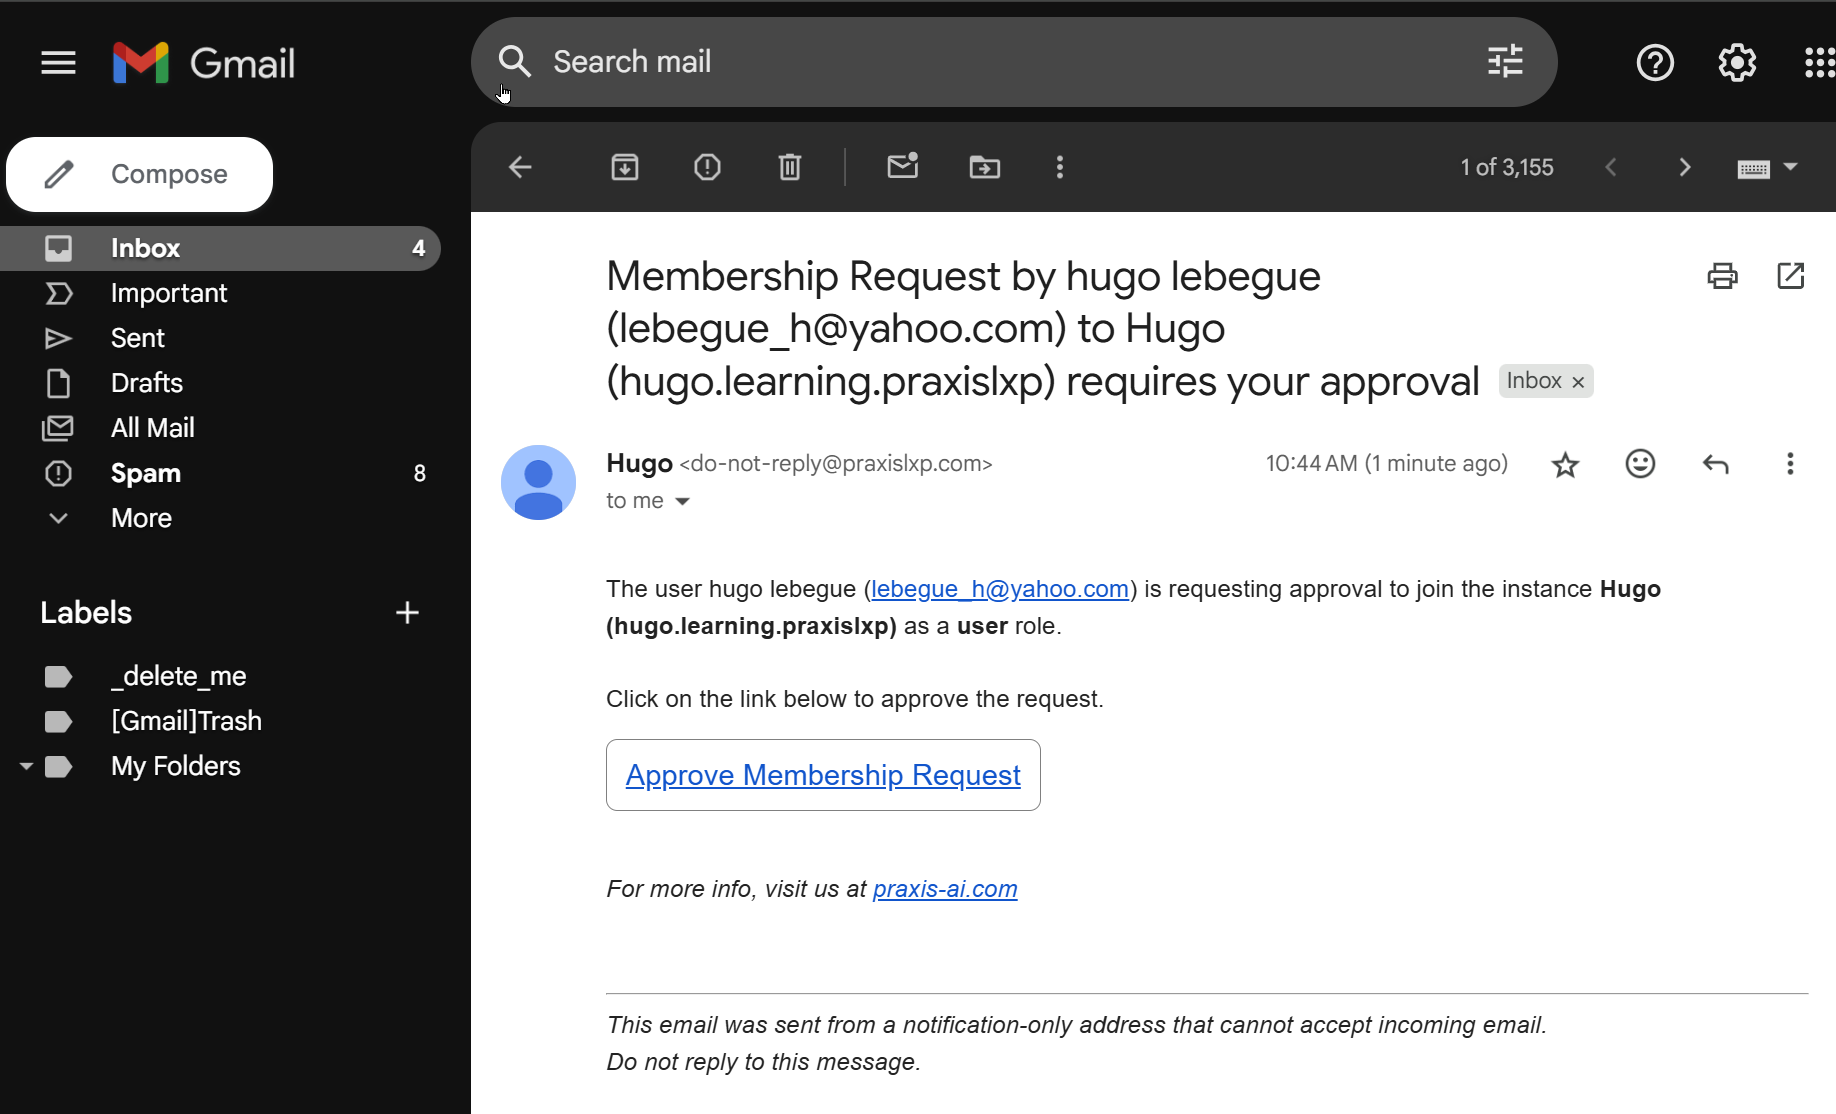 Gmail
Search mail
Compose
1 of 3,155
Inbox 4
Important
Sent
Drafts
All Mail
Spam 8
More
Labels
_delete_me
[Gmail]Trash
My Folders
Membership Request by hugo lebegue
(lebegue_h@yahoo.com) to Hugo
(hugo.learning.praxislxp) requires your approval Inbox ×
Hugo <do-not-reply@praxislxp.com> 10:44 AM (1 minute ago)
to me
The user hugo lebegue (lebegue_h@yahoo.com) is requesting approval to join the instance Hugo
(hugo.learning.praxislxp) as a user role.
Click on the link below to approve the request.
Approve Membership Request
For more info, visit us at praxis-ai.com
This email was sent from a notification-only address that cannot accept incoming email.
Do not reply to this message.